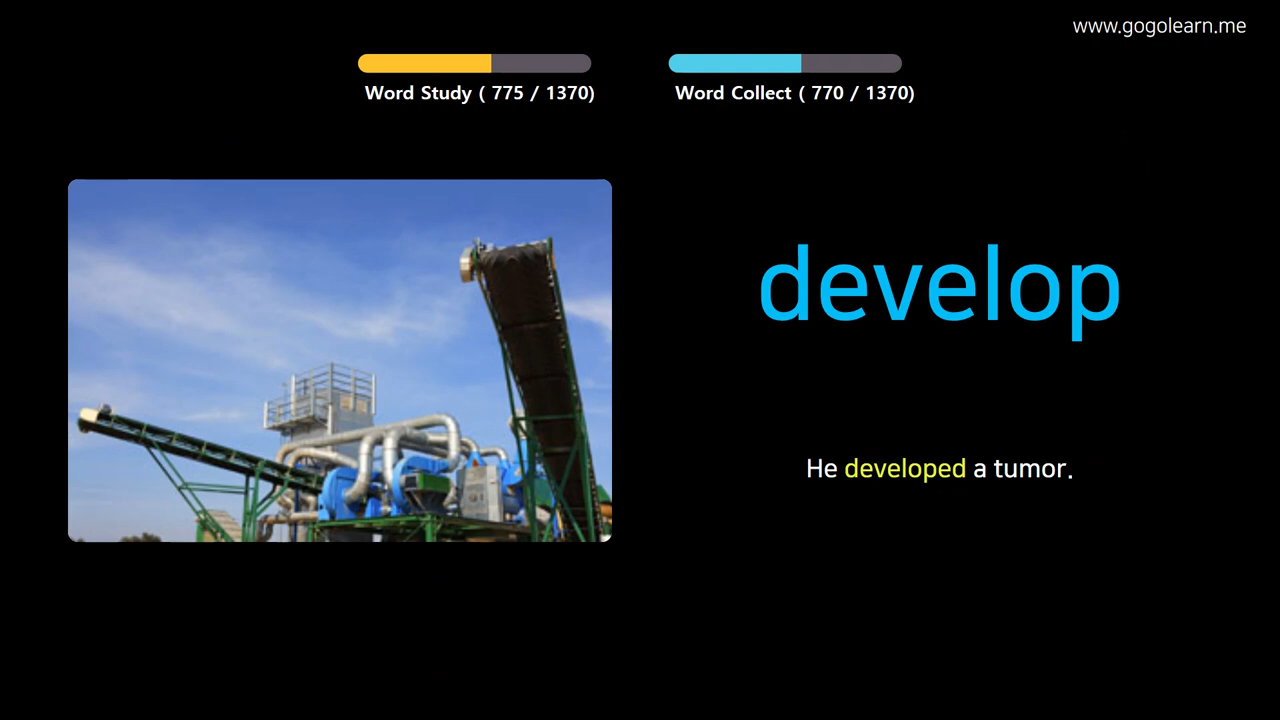 www.gogolearn.me
Word Study ( 775 / 1370)
Word Collect ( 770 / 1370)
develop
He developed a tumor.